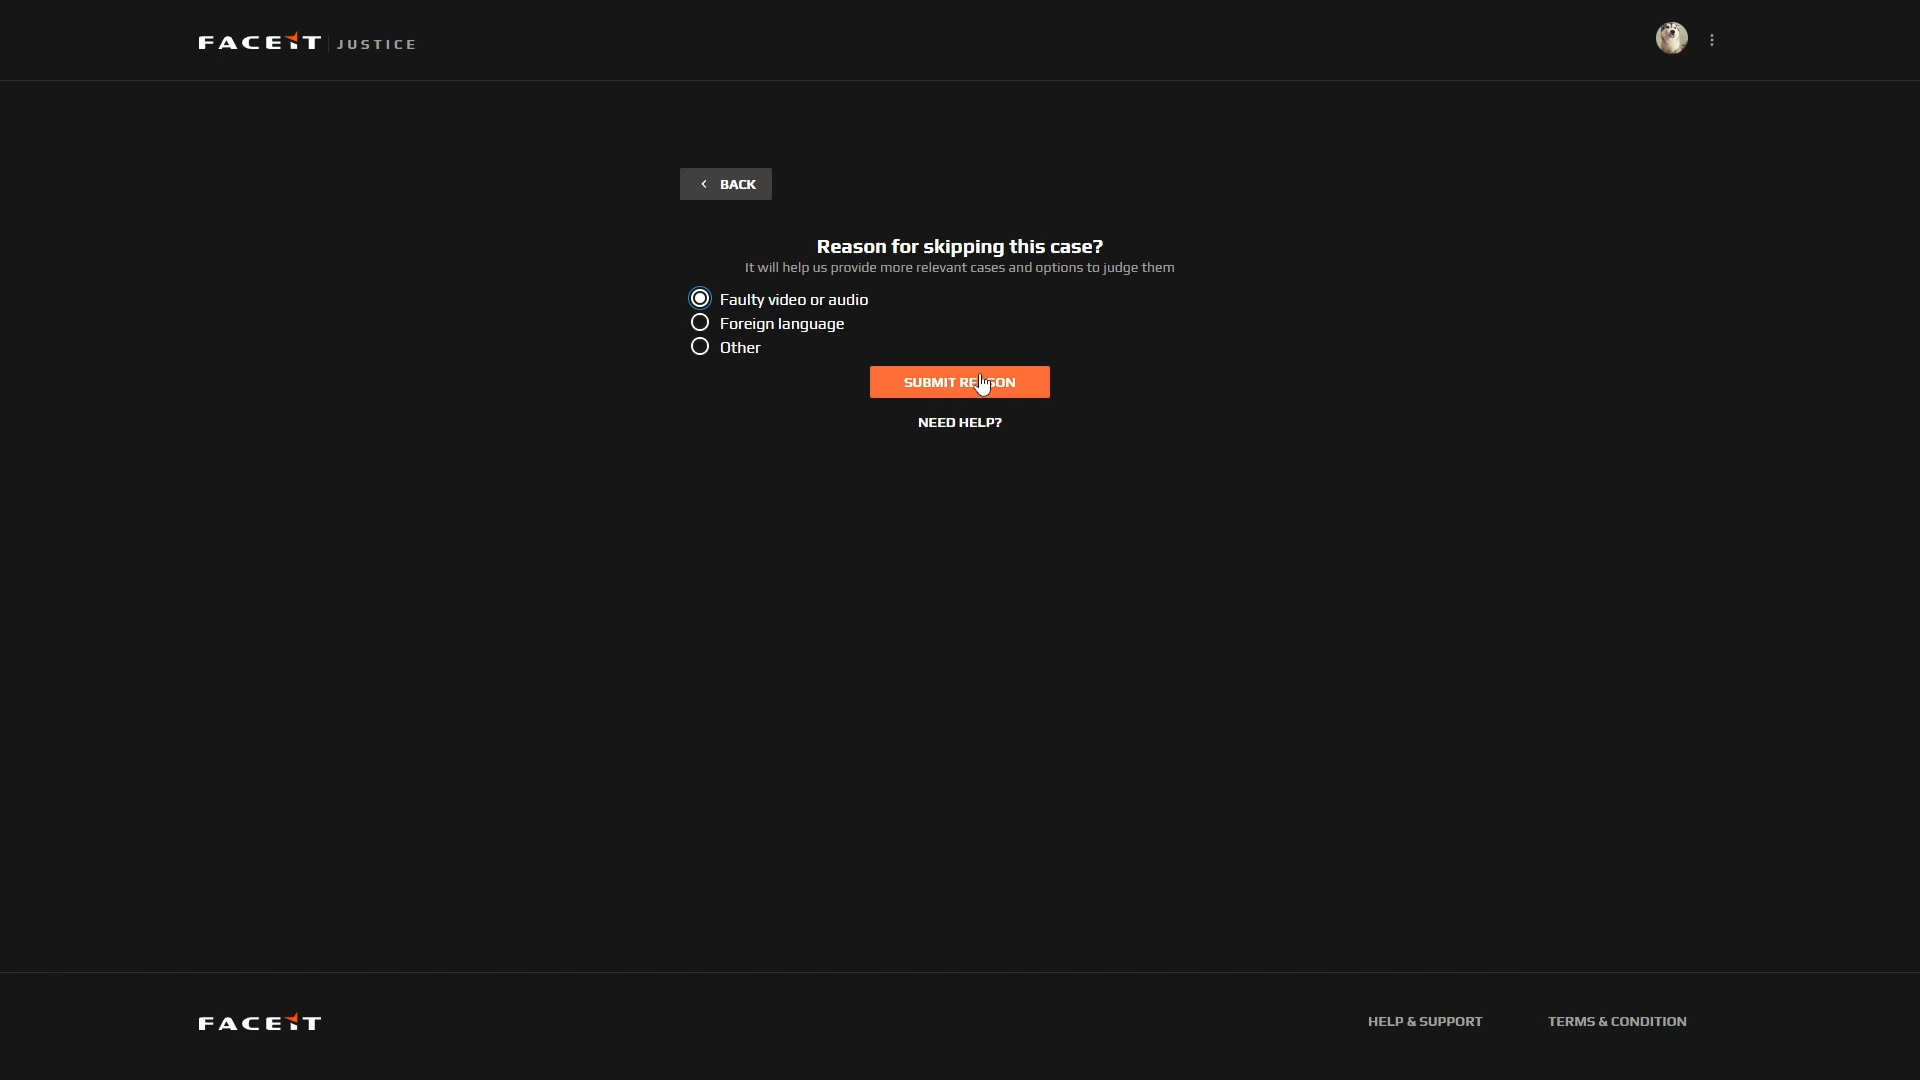 FACEIT JUSTICE
BACK
Reason for skipping this case?
It will help us provide more relevant cases and options to judge them
Faulty video or audio
Foreign language
Other
SUBMIT REASON
NEED HELP?
FACEIT
HELP & SUPPORT
TERMS & CONDITION